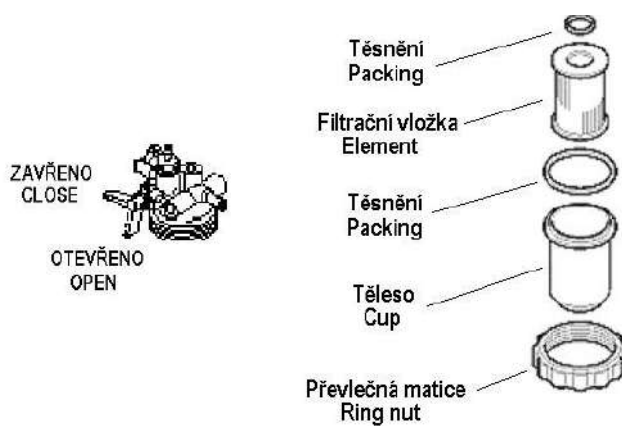 ZAVŘENO
CLOSE
OTEVŘENO
OPEN
Těsnění
Packing
Filtrační vložka
Element
Těsnění
Packing
Těleso
Cup
Převlečná matice
Ring nut